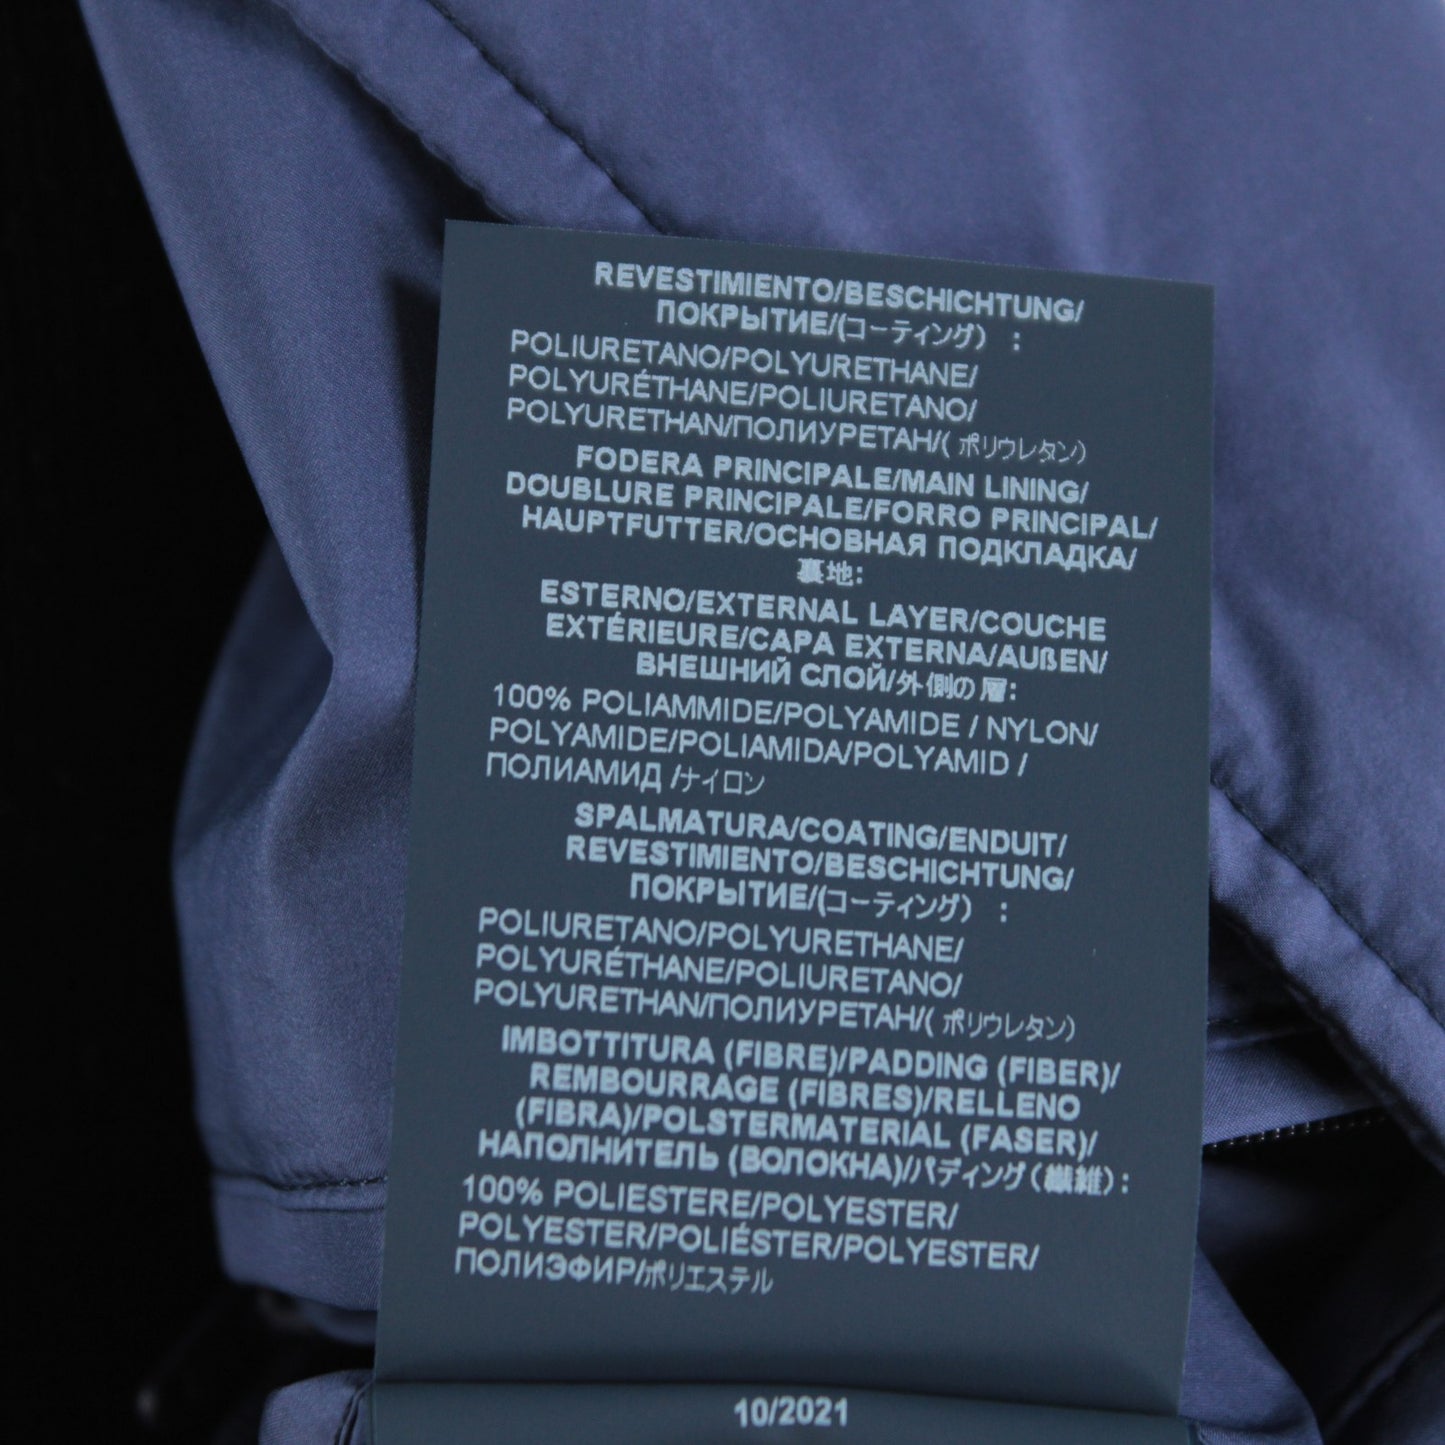 REVESTIMIENTO/BESCHICHTUNG/
ПОКРЫТИЕ/(コーティング) :
POLIURETANO/POLYURETHANE/
POLYURÉTHANE/POLIURETANO/
POLYURETHAN/ПОЛИУРЕТАН/( ポリウレタン)
FODERA PRINCIPALE/MAIN LINING/
DOUBLURE PRINCIPALE/FORRO PRINCIPAL/
HAUPTFUTTER/ОСНОВНАЯ ПОДКЛАДКА/
裏地:
ESTERNO/EXTERNAL LAYER/COUCHE
EXTÉRIEURE/CAPA EXTERNA/AUßEN/
ВНЕШНИЙ СЛОЙ/外側の層:
100% POLIAMMIDE/POLYAMIDE / NYLON/
POLYAMIDE/POLIAMIDA/POLYAMID /
ПОЛИАМИД /ナイロン
SPALMATURA/COATING/ENDUIT/
REVESTIMIENTO/BESCHICHTUNG/
ПОКРЫТИЕ/(コーティング) :
POLIURETANO/POLYURETHANE/
POLYURÉTHANE/POLIURETANO/
POLYURETHAN/ПОЛИУРЕТАН/( ポリウレタン)
IMBOTTITURA (FIBRE)/PADDING (FIBER)/
REMBOURRAGE (FIBRES)/RELLENO
(FIBRA)/POLSTERMATERIAL (FASER)/
НАПОЛНИТЕЛЬ (ВОЛОКНА)/パディング(繊維):
100% POLIESTERE/POLYESTER/
POLYESTER/POLIÉSTER/POLYESTER/
ПОЛИЭФИР/ポリエステル
10/2021